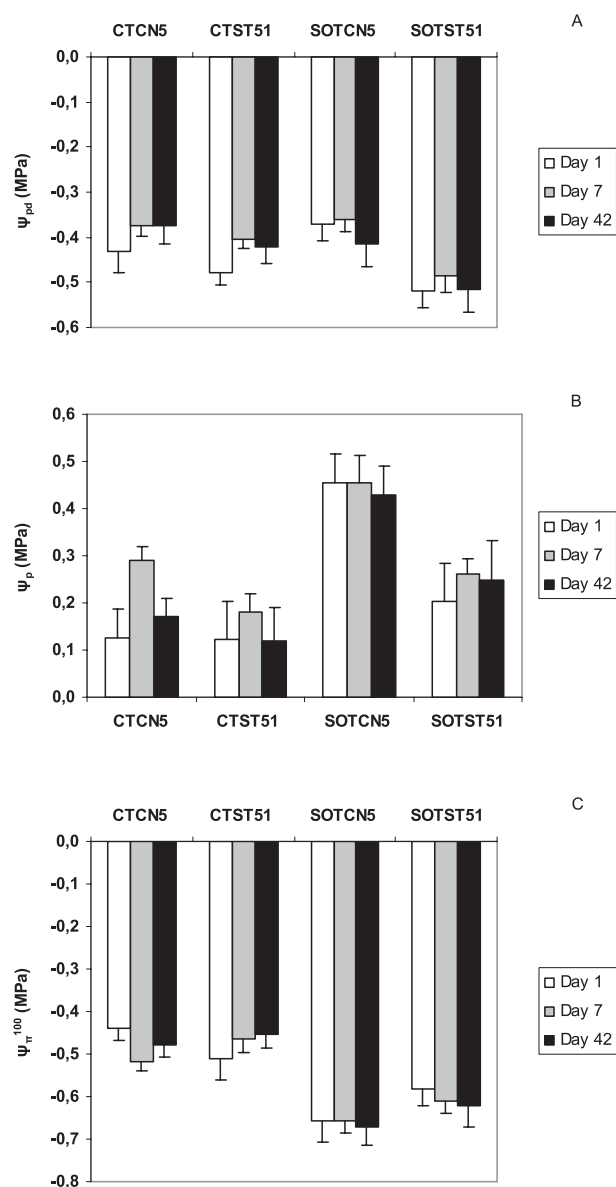 A
CTCN5 CTST51 SOTCN5 SOTST51
0,0
-0,1
-0,2
-0,3
-0,4
-0,5
-0,6
Ψpd (MPa)
Day 1
Day 7
Day 42
B
0,6
0,5
0,4
0,3
0,2
0,1
0,0
Ψp (MPa)
CTCN5 CTST51 SOTCN5 SOTST51
Day 1
Day 7
Day 42
C
CTCN5 CTST51 SOTCN5 SOTST51
0,0
-0,1
-0,2
-0,3
-0,4
-0,5
-0,6
-0,7
-0.8
Ψπ100 (MPa)
Day 1
Day 7
Day 42